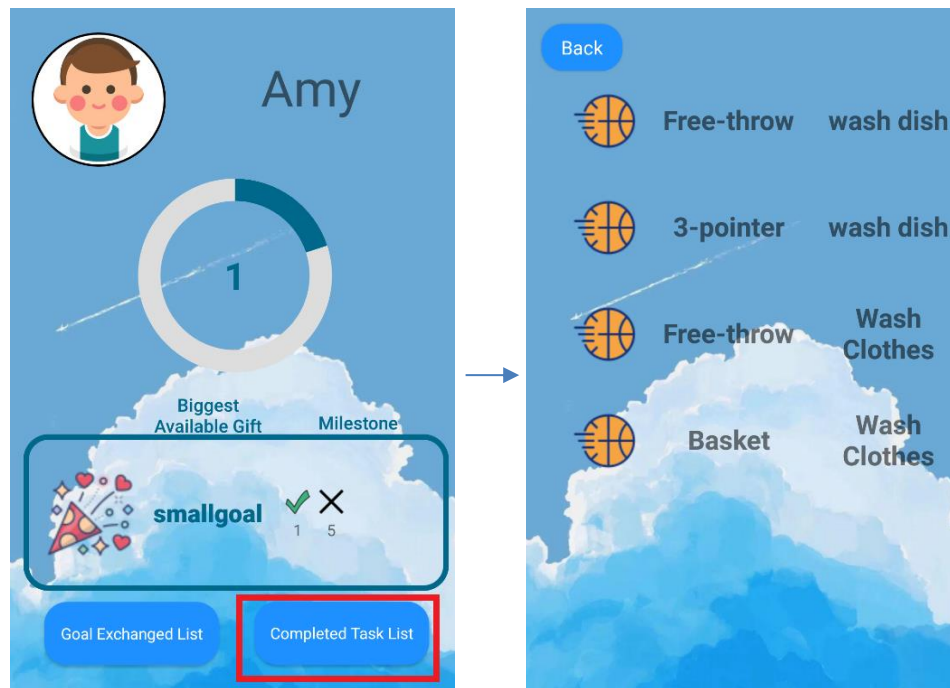 Amy
1
Biggest
Available Gift
Milestone
smallgoal
1 5
Goal Exchanged List
Completed Task List
Back
Free-throw wash dish
3-pointer wash dish
Free-throw Wash
Clothes
Basket Wash
Clothes